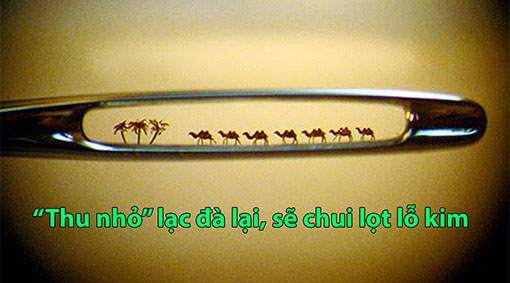 “Thu nhỏ” lạc đà lại, sẽ chui lọt lỗ kim